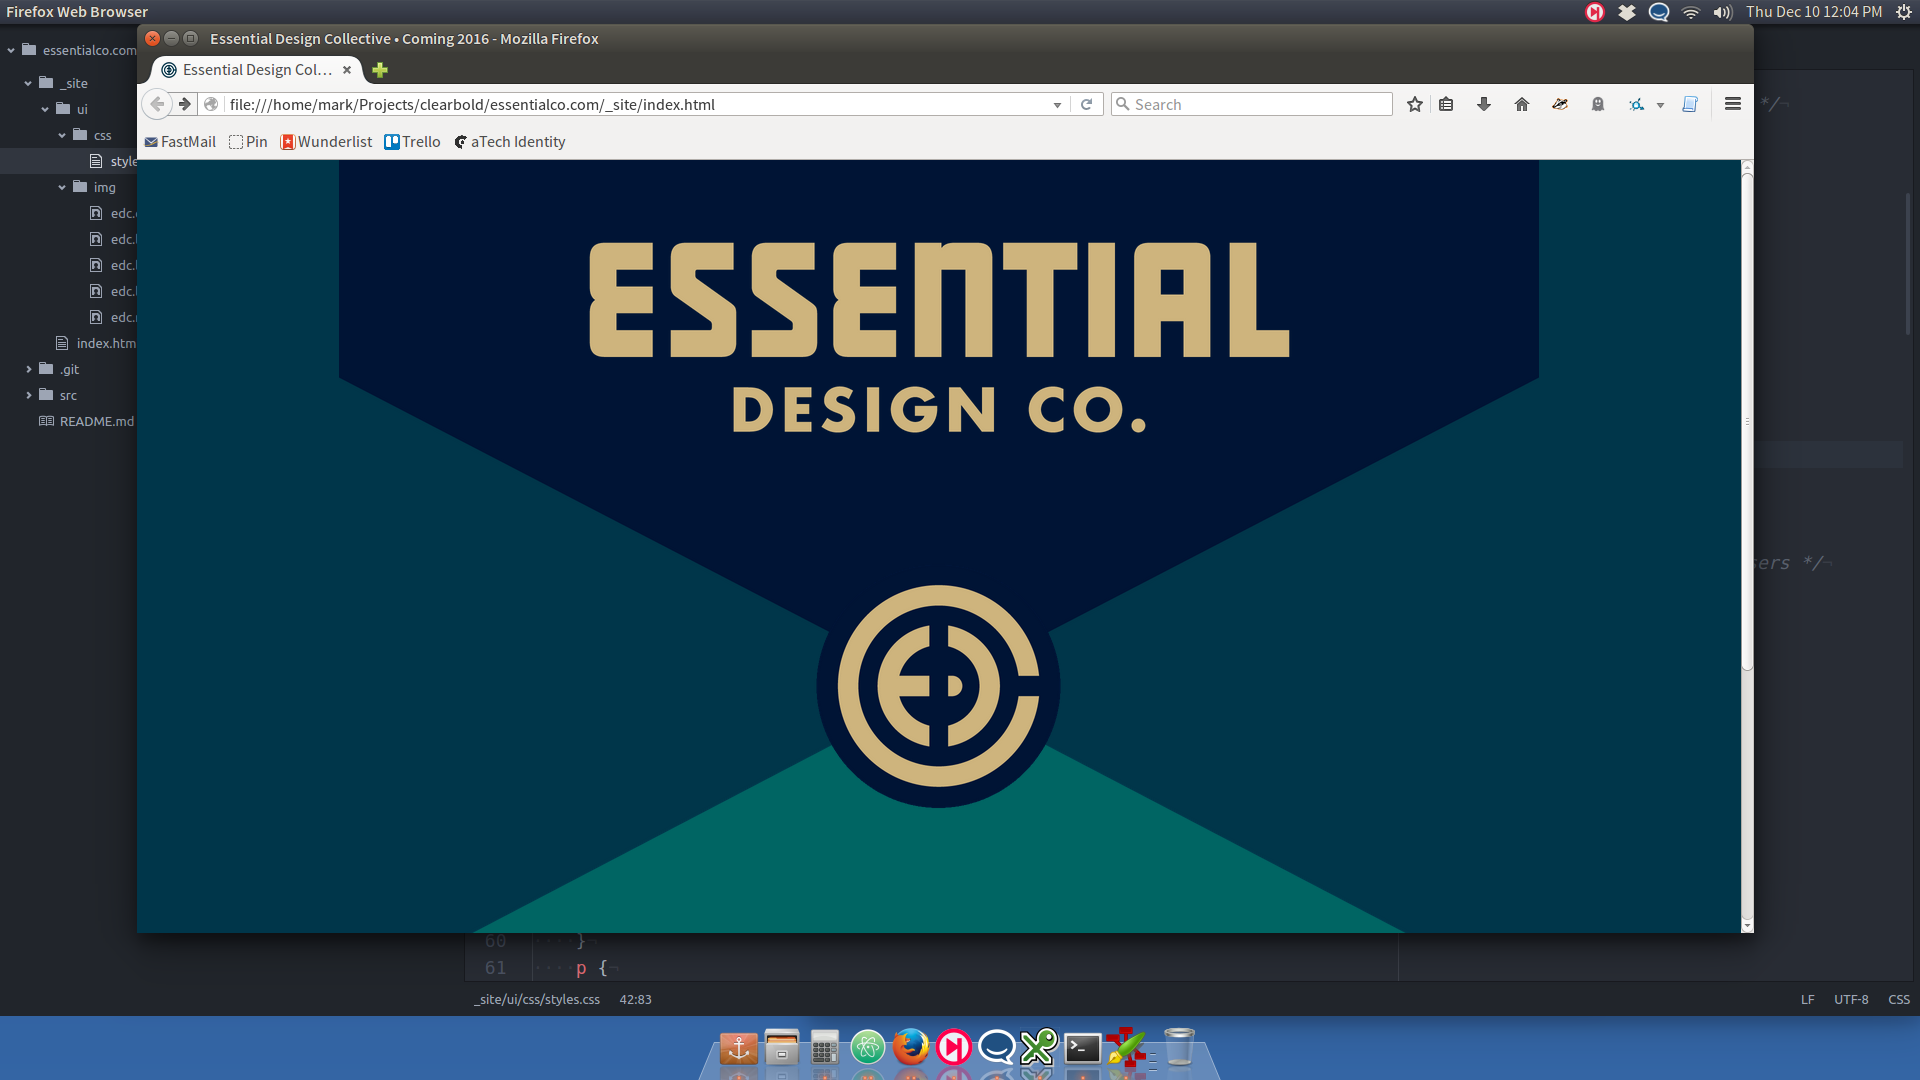 Firefox Web Browser
Thu Dec 10 12:04 PM
Essential Design Collective • Coming 2016 - Mozilla Firefox
Essential Design Col...
file:///home/mark/Projects/clearbold/essentialco.com/_site/index.html
Search
FastMail
Pin
Wunderlist
Trello
aTech Identity
essentialco.com
_site
ui
css
style
img
edc.
edc.
edc.
edc.
edc.
index.htm
.git
src
README.md
ESSENTIAL
DESIGN CO.
EDC
*/¬
sers */¬
60 }¬
61 p {¬
_site/ui/css/styles.css 42:83
LF UTF-8 CSS